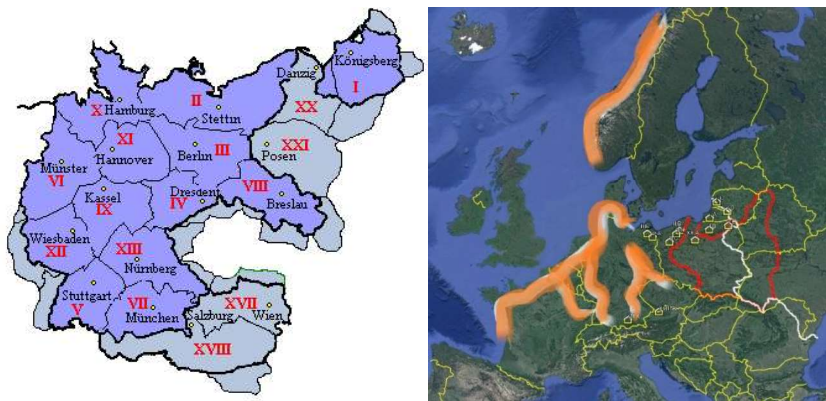 Königsberg
I
Danzig
XX
II
Stettin
X
Hamburg
XI
Hannover
Berlin
III
Posen
XXI
Münster
VI
Kassel
IX
Dresdent
IV
VIII
Breslau
Wiesbaden
XII
XIII
Nürnberg
Stuttgart
V
VII
München
XVII
Salzburg
Wien
XVIII